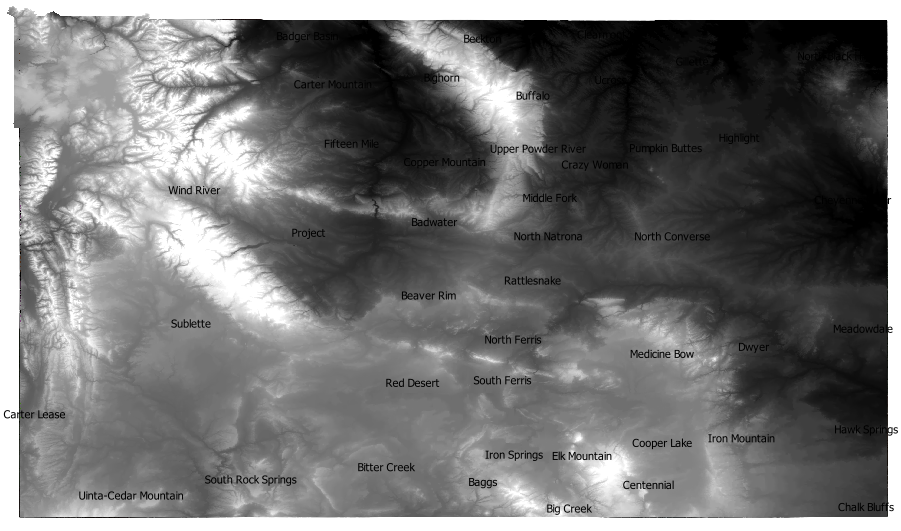 Badger Basin
Beckton
Carter Mountain
Bighorn
Ucross
Buffalo
Fifteen Mile
Upper Powder River
Pumpkin Buttes
Highlight
Copper Mountain
Crazy Woman
Wind River
Middle Fork
Badwater
Project
North Natrona
North Converse
Rattlesnake
Beaver Rim
Sublette
Meadowdale
North Ferris
Dwyer
Medicine Bow
Red Desert
South Ferris
Carter Lease
Hawk Springs
Iron Mountain
Cooper Lake
Iron Springs
Elk Mountain
Bitter Creek
South Rock Springs
Baggs
Centennial
Uinta-Cedar Mountain
Big Creek
Chalk Bluffs